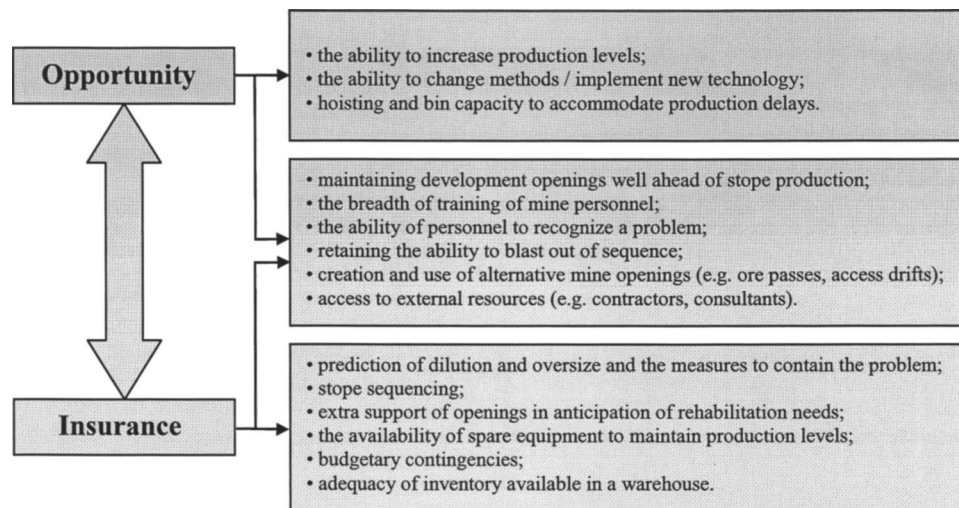 Opportunity
• the ability to increase production levels;
• the ability to change methods / implement new technology;
• hoisting and bin capacity to accommodate production delays.
• maintaining development openings well ahead of stope production;
• the breadth of training of mine personnel;
• the ability of personnel to recognize a problem;
• retaining the ability to blast out of sequence;
• creation and use of alternative mine openings (e.g. ore passes, access drifts);
• access to external resources (e.g. contractors, consultants).
Insurance
• prediction of dilution and oversize and the measures to contain the problem;
• stope sequencing;
• extra support of openings in anticipation of rehabilitation needs;
• the availability of spare equipment to maintain production levels;
• budgetary contingencies;
• adequacy of inventory available in a warehouse.